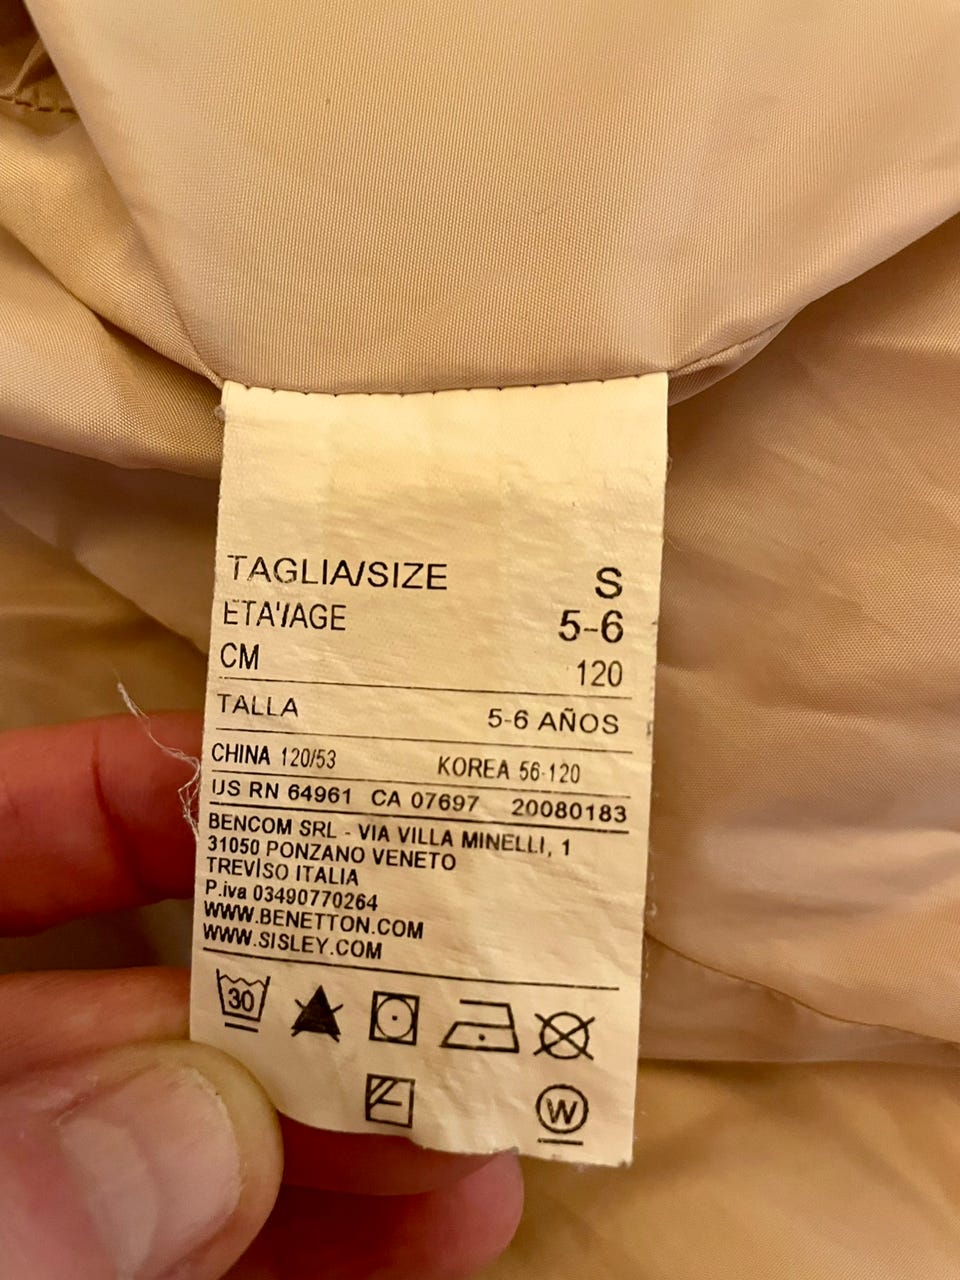 TAGLIA/SIZE S
ETA'/AGE 5-6
CM 120
TALLA 5-6 AÑOS
CHINA 120/53 KOREA 56-120
US RN 64961 CA 07697 20080183
BENCOM SRL - VIA VILLA MINELLI, 1
31050 PONZANO VENETO
TREVISO ITALIA
P.iva 03490770264
WWW.BENETTON.COM
WWW.SISLEY.COM
30
W